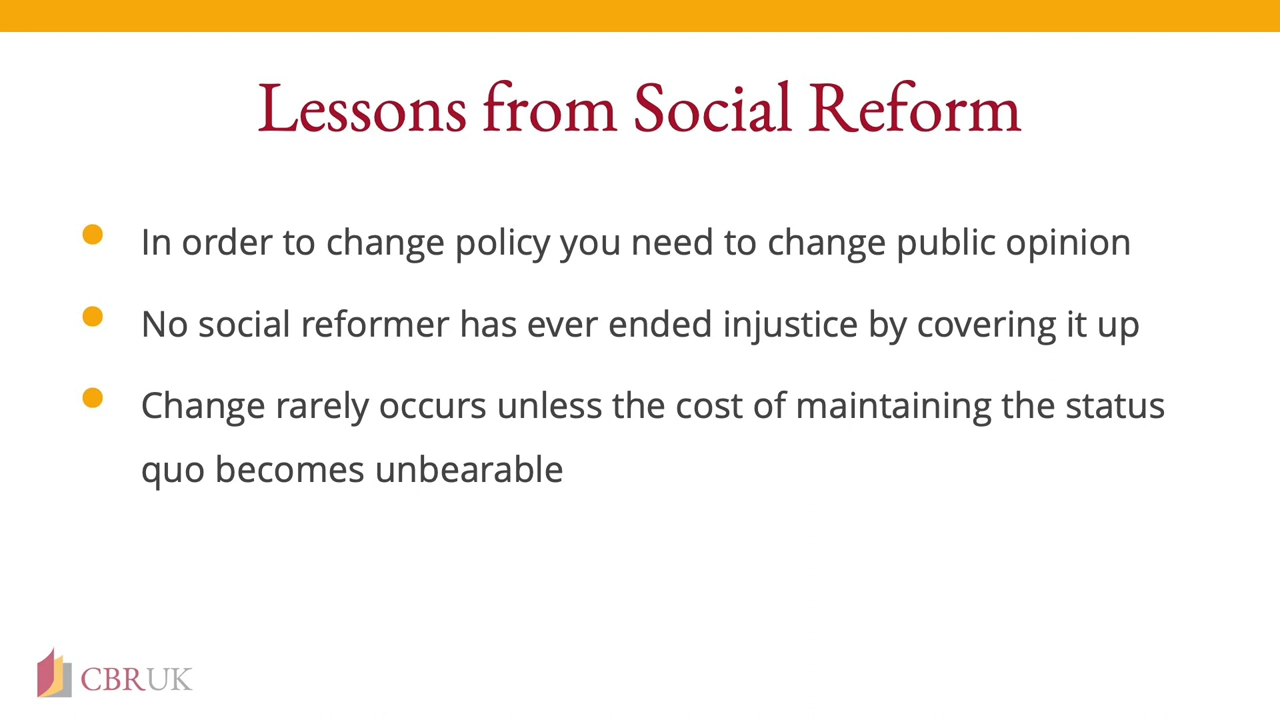 Lessons from Social Reform
In order to change policy you need to change public opinion
No social reformer has ever ended injustice by covering it up
Change rarely occurs unless the cost of maintaining the status
quo becomes unbearable
CBRUK